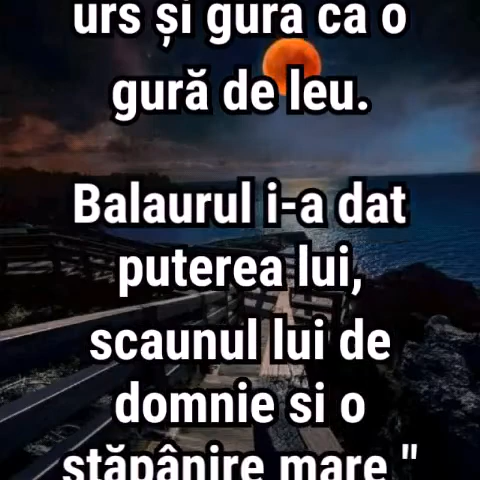 urs și gura ca o
gură de leu.
Balaurul i-a dat
puterea lui,
scaunul lui de
domnie si o
stăpânire mare."